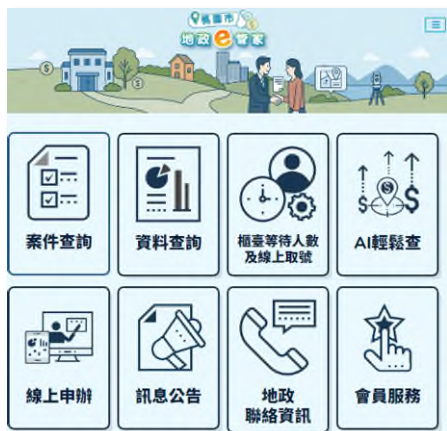 桃園市
地政e管家
案件查詢
資料查詢
櫃臺等待人數
及線上取號
AI輕鬆查
線上申辦
訊息公告
地政
聯絡資訊
會員服務